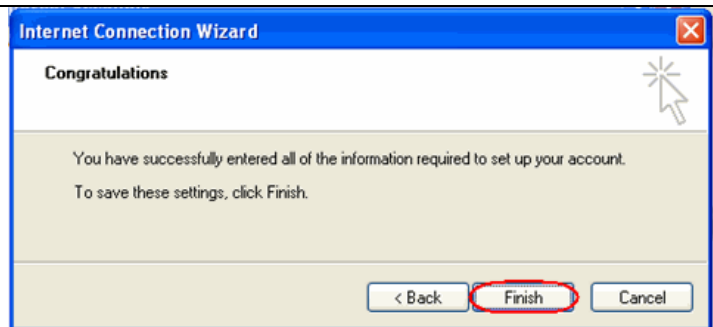 Internet Connection Wizard
Congratulations
You have successfully entered all of the information required to set up your account.
To save these settings, click Finish.
< Back Finish Cancel